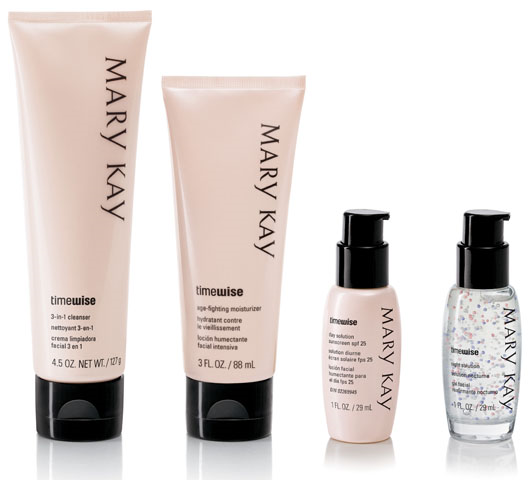 MARY KAY
timewise
3-in-1 cleanser
nettoyant 3-en-1
crema limpiadora
facial 3 en 1
4.5 OZ. NET WT. / 127 g
MARY KAY
timewise
age-fighting moisturizer
hydratant contre
le vieillissement
loción humectante
facial intensiva
3 FL. OZ. / 88 mL
MARY KAY
timewise
day solution
sunscreen spf 25
solution diurne
écran solaire fps 25
loción facial
humectante para
el día fps 25
1 FL. OZ. / 29 mL
MARY KAY
timewise
night solution
solution nocturne
gel facial
nocturno
1 FL. OZ. / 29 mL